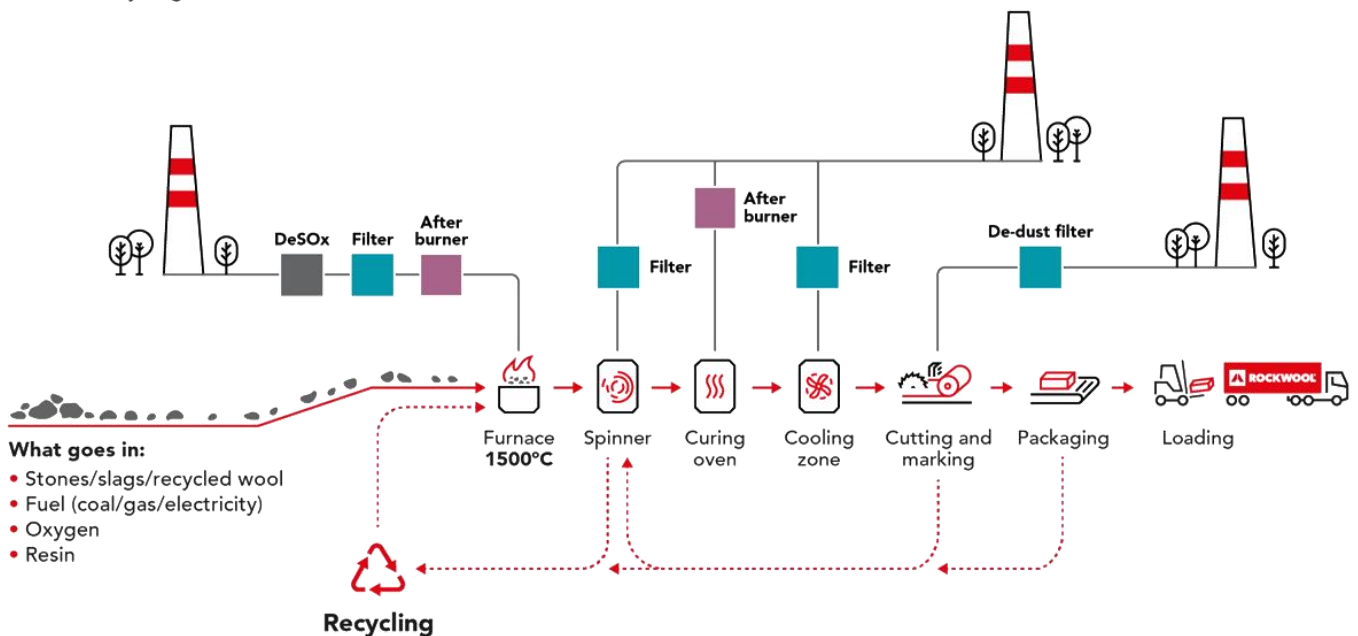 DeSOx
Filter
After
burner
Filter
After
burner
Filter
De-dust filter
What goes in:
• Stones/slags/recycled wool
• Fuel (coal/gas/electricity)
• Oxygen
• Resin
Furnace
1500°C
Spinner
Curing
oven
Cooling
zone
Cutting and
marking
Packaging
Loading
ROCKWOOL
Recycling